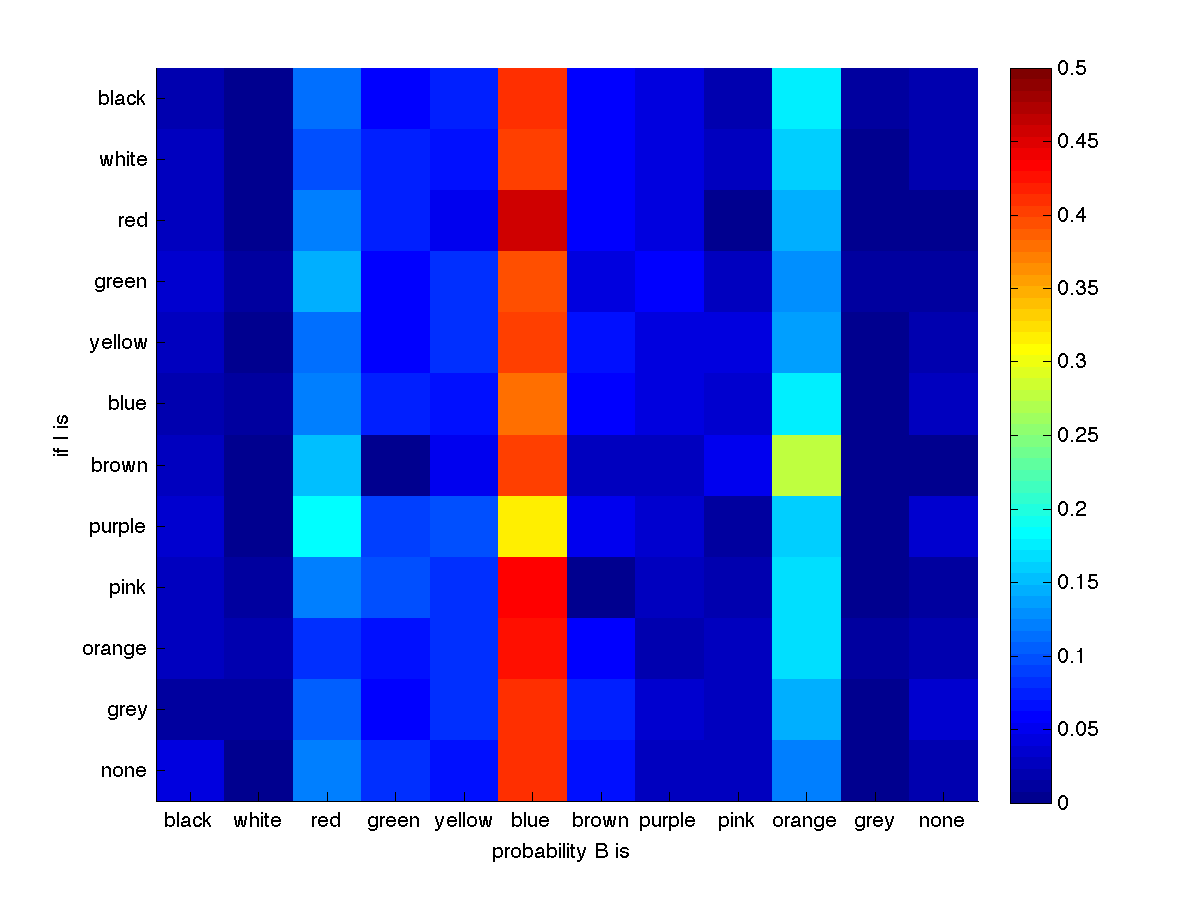 black
white
red
green
yellow
blue
brown
purple
pink
orange
grey
none
if I is
black white red green yellow blue brown purple pink orange grey none
probability B is
0.5
0.45
0.4
0.35
0.3
0.25
0.2
0.15
0.1
0.05
0